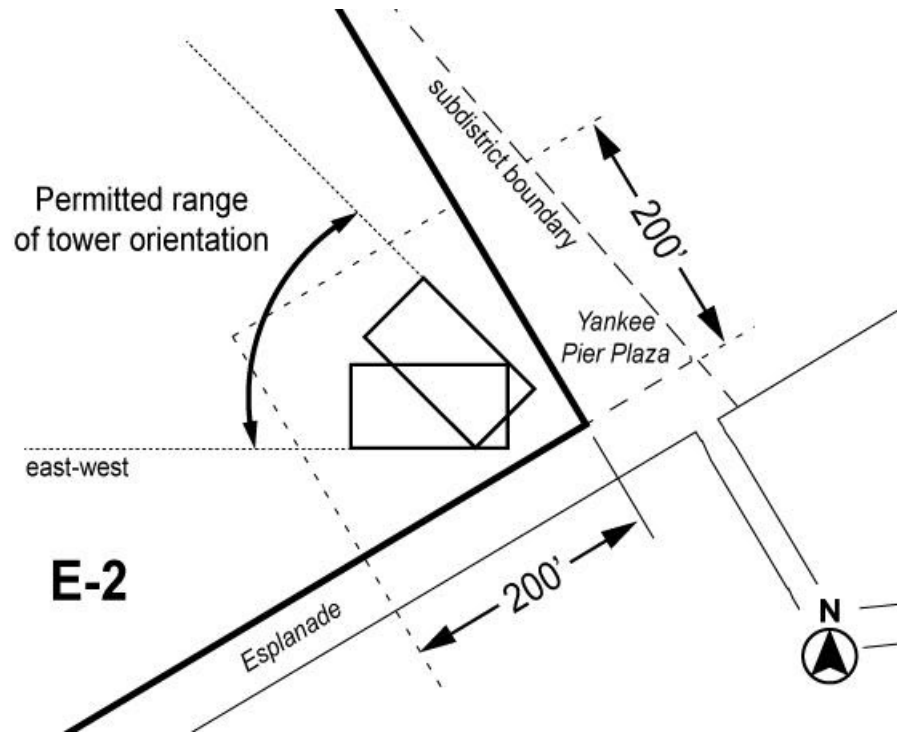 subdistrict boundary
200’
Permitted range
of tower orientation
Yankee
Pier Plaza
east-west
E-2
200’
Esplanade
N